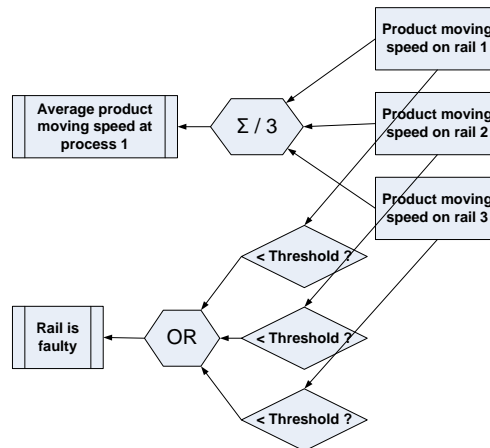 Product moving
speed on rail 1
Average product
moving speed at
process 1
Σ / 3
Product moving
speed on rail 2
Product moving
speed on rail 3
< Threshold ?
Rail is
faulty
OR
< Threshold ?
< Threshold ?